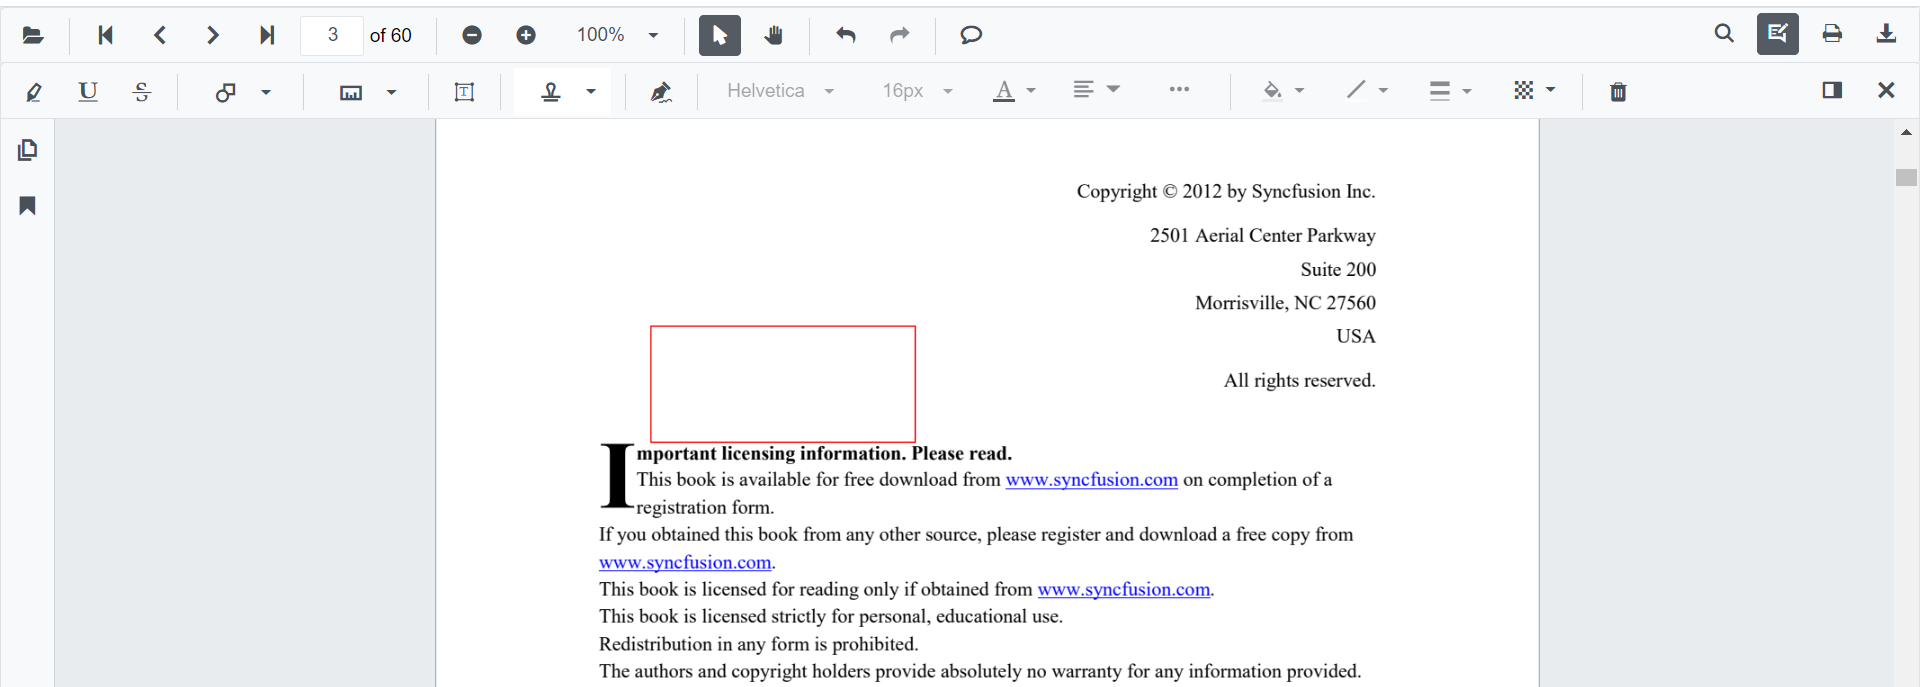 3 of 60 100%
U S T Helvetica 16px A
Copyright © 2012 by Syncfusion Inc.
2501 Aerial Center Parkway
Suite 200
Morrisville, NC 27560
USA
All rights reserved.
Important licensing information. Please read.
This book is available for free download from www.syncfusion.com on completion of a
registration form.
If you obtained this book from any other source, please register and download a free copy from
www.syncfusion.com.
This book is licensed for reading only if obtained from www.syncfusion.com.
This book is licensed strictly for personal, educational use.
Redistribution in any form is prohibited.
The authors and copyright holders provide absolutely no warranty for any information provided.